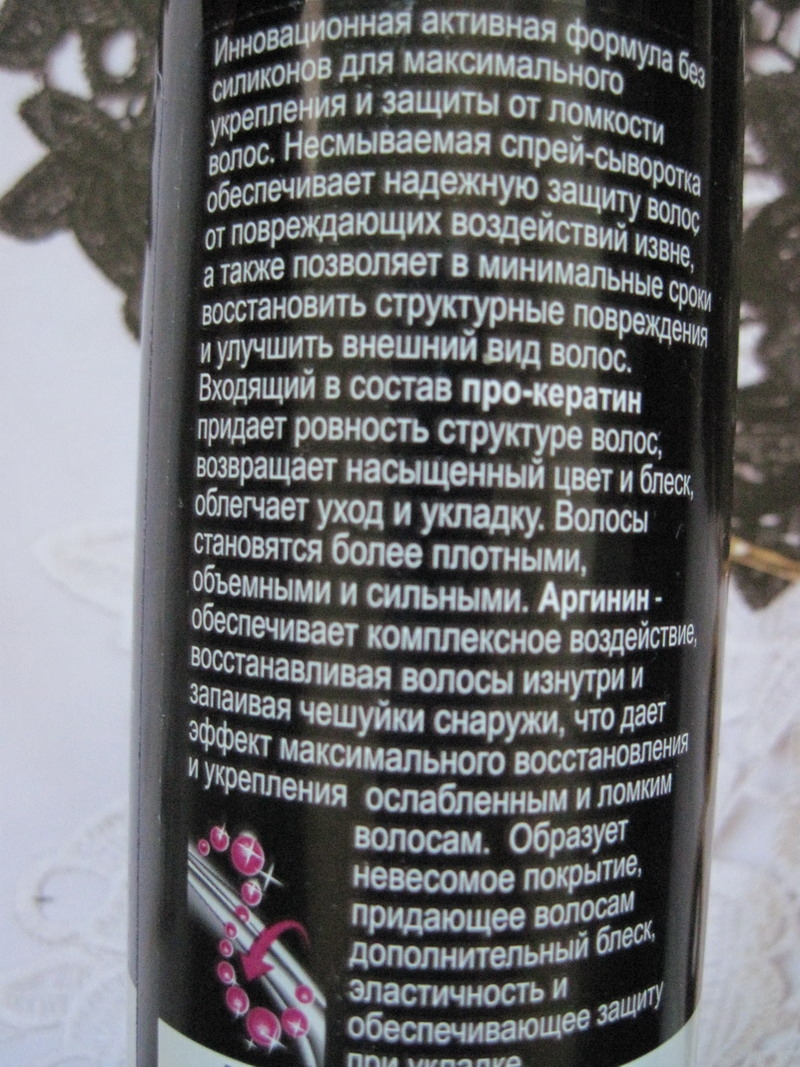 Инновационная активная формула без
силиконов для максимального
укрепления и защиты от ломкости
волос. Несмываемая спрей-сыворотка
обеспечивает надежную защиту волос
от повреждающих воздействий извне,
а также позволяет в минимальные сроки
восстановить структурные повреждения
и улучшить внешний вид волос.
Входящий в состав про-кератин
придает ровность структуре волос,
возвращает насыщенный цвет и блеск,
облегчает уход и укладку. Волосы
становятся более плотными,
объемными и сильными. Аргинин -
обеспечивает комплексное воздействие,
восстанавливая волосы изнутри и
запаивая чешуйки снаружи, что дает
эффект максимального восстановления
и укрепления ослабленным и ломким
волосам. Образует
невесомое покрытие,
придающее волосам
дополнительный блеск,
эластичность и
обеспечивающее защиту
при укладке